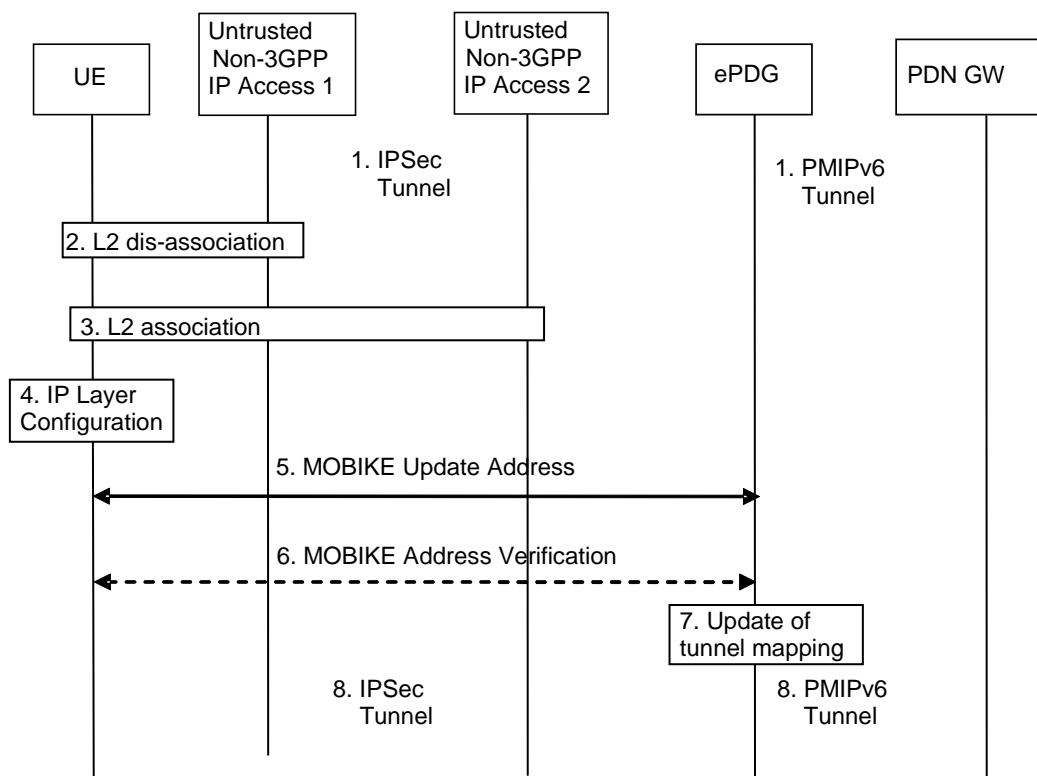 UE
Untrusted
Non-3GPP
IP Access 1
Untrusted
Non-3GPP
IP Access 2
ePDG
PDN GW
1. IPSec
Tunnel
1. PMIPv6
Tunnel
2. L2 dis-association
3. L2 association
4. IP Layer
Configuration
5. MOBIKE Update Address
6. MOBIKE Address Verification
7. Update of
tunnel mapping
8. IPSec
Tunnel
8. PMIPv6
Tunnel